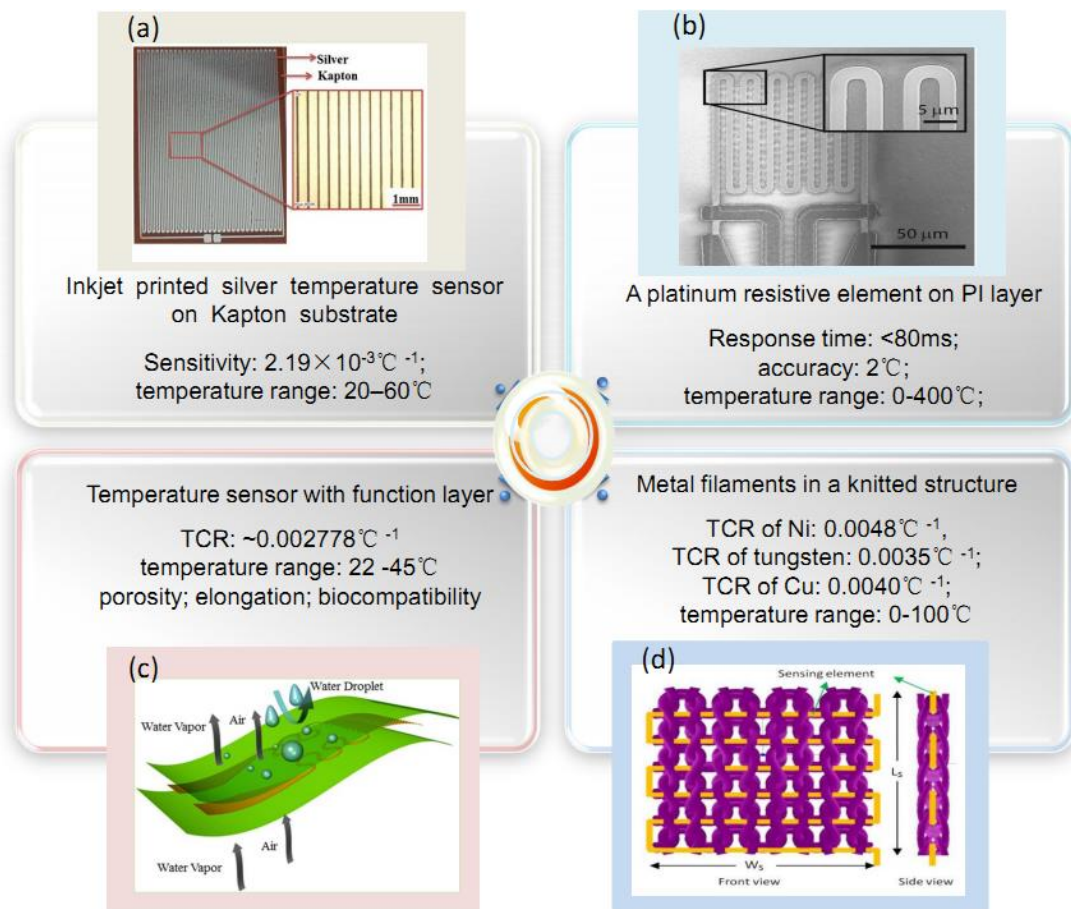 (a)
Silver
Kapton
1mm
Inkjet printed silver temperature sensor
on Kapton substrate
Sensitivity: 2.19×10⁻³℃ ⁻¹;
temperature range: 20–60℃
(b)
5 μm
50 μm
A platinum resistive element on PI layer
Response time: <80ms;
accuracy: 2℃;
temperature range: 0-400℃;
Temperature sensor with function layer
TCR: ~0.002778℃ ⁻¹
temperature range: 22 -45℃
porosity; elongation; biocompatibility
(c)
Water Droplet
Water Vapor
Air
Air
Water Vapor
Metal filaments in a knitted structure
TCR of Ni: 0.0048℃ ⁻¹,
TCR of tungsten: 0.0035℃ ⁻¹;
TCR of Cu: 0.0040℃ ⁻¹;
temperature range: 0-100℃
(d)
Sensing element
Ls
Ws
Front view
Side view